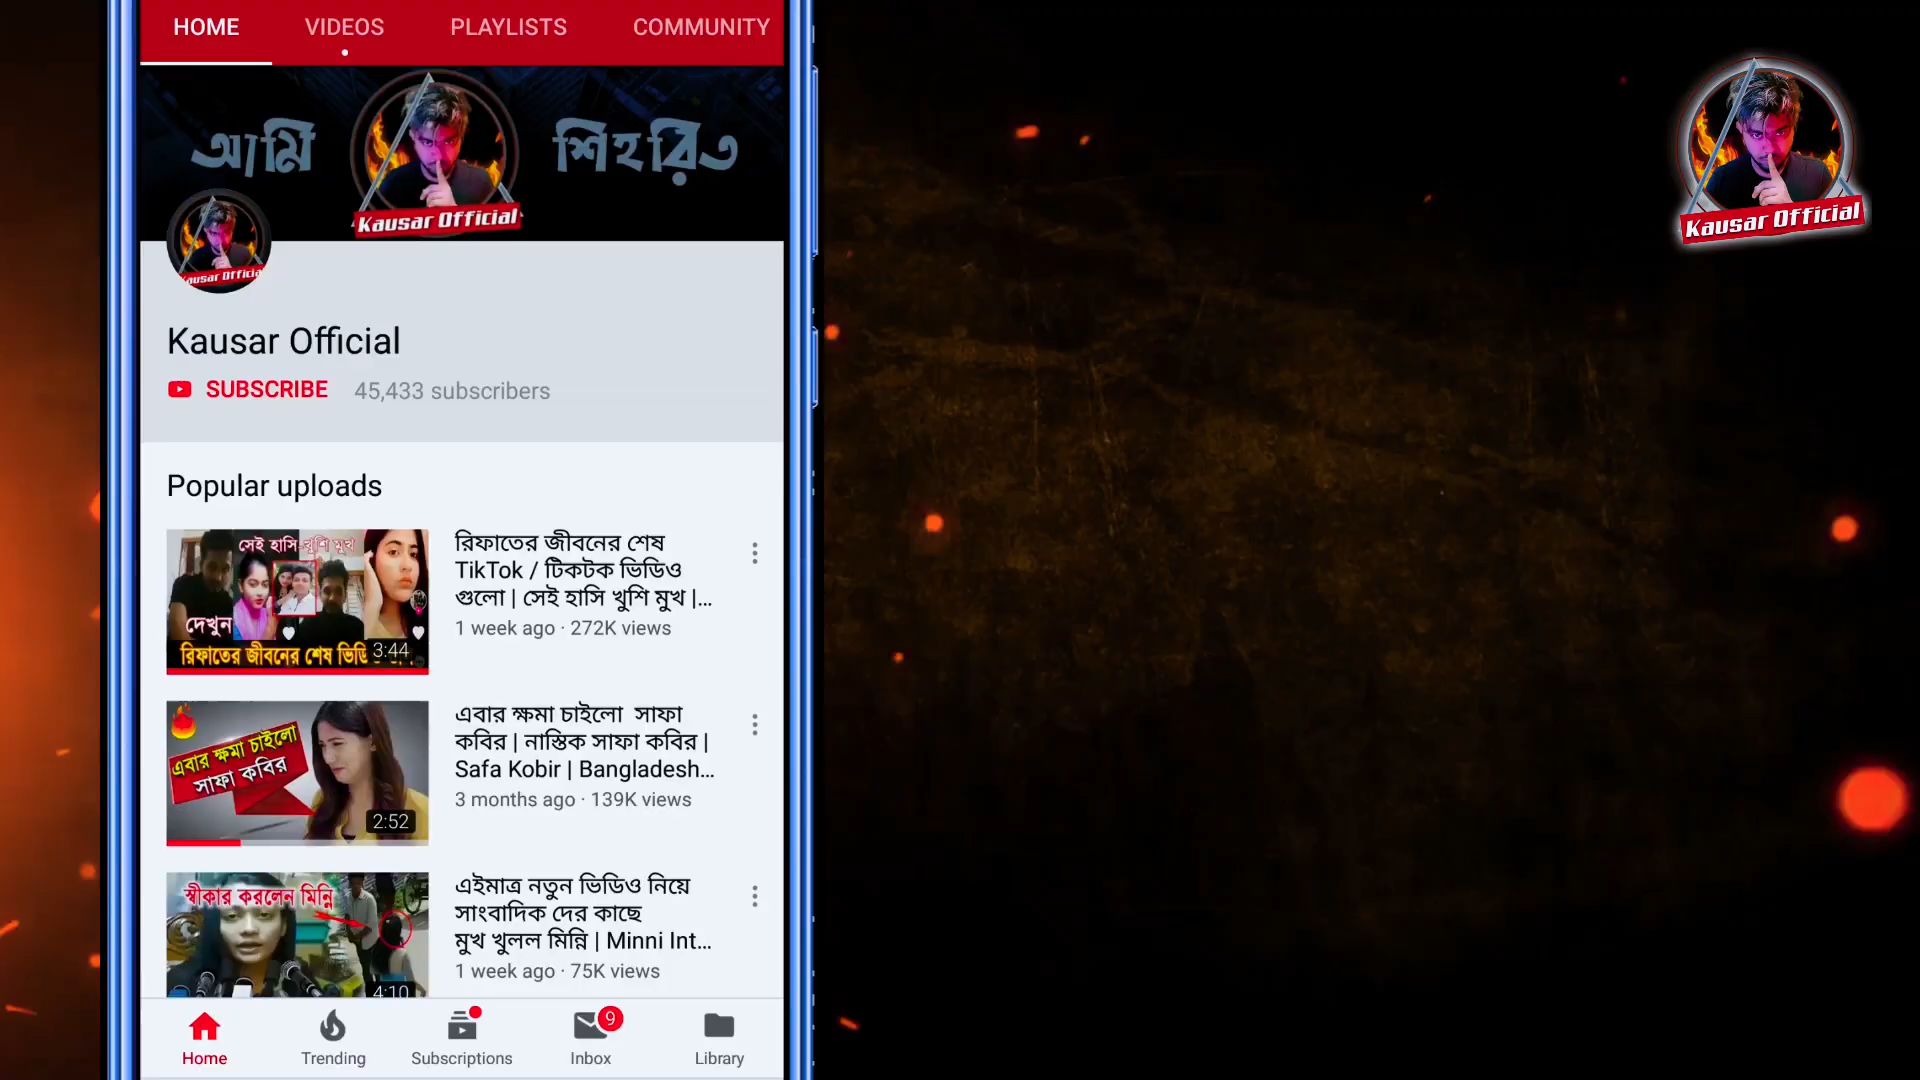 HOME VIDEOS PLAYLISTS COMMUNITY
আমি শিহরিত
Kausar Official
Kausar Official
Kausar Official
Kausar Official
SUBSCRIBE 45,433 subscribers
Popular uploads
সেই হাসি-খুশি মুখ
দেখুন
রিফাতের জীবনের শেষ
3:44
রিফাতের জীবনের শেষ
TikTok / টিকটক ভিডিও
গুলো | সেই হাসি খুশি মুখ |...
1 week ago · 272K views
এবার ক্ষমা চাইলো
সাফা কবির
2:52
এবার ক্ষমা চাইলো সাফা
কবির | নাস্তিক সাফা কবির |
Safa Kobir | Bangladesh...
3 months ago · 139K views
স্বীকার করলেন মিন্নি
4:10
এইমাত্র নতুন ভিডিও নিয়ে
সাংবাদিক দের কাছে
মুখ খুলল মিন্নি | Minni Int...
1 week ago · 75K views
9
Home Trending Subscriptions Inbox Library